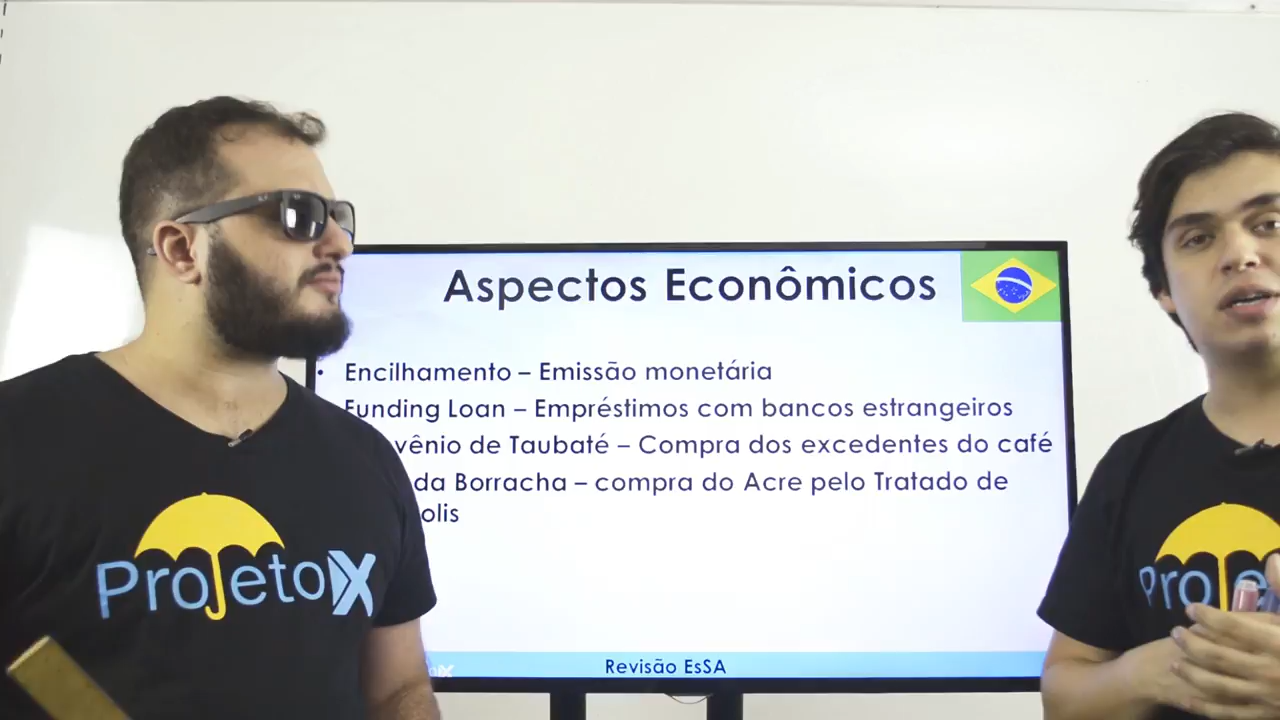 Aspectos Econômicos
• Encilhamento – Emissão monetária
Funding Loan – Empréstimos com bancos estrangeiros
vênio de Taubaté – Compra dos excedentes do café
da Borracha – compra do Acre pelo Tratado de
olis
ProJetoX
Proje
Revisão EsSA